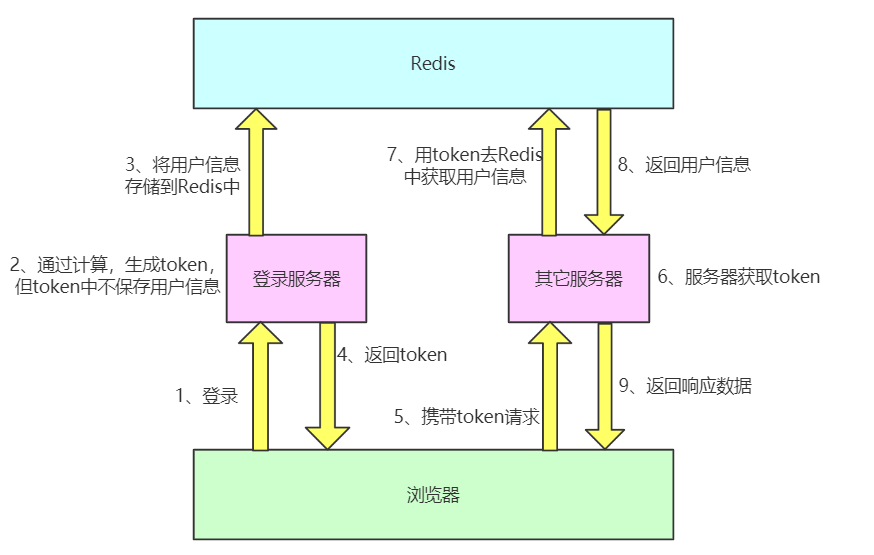 Redis
3、将用户信息
存储到Redis中
7、用token去Redis
中获取用户信息
8、返回用户信息
2、通过计算，生成token，
但token中不保存用户信息
登录服务器
其它服务器
6、服务器获取token
4、返回token
1、登录
5、携带token请求
9、返回响应数据
浏览器